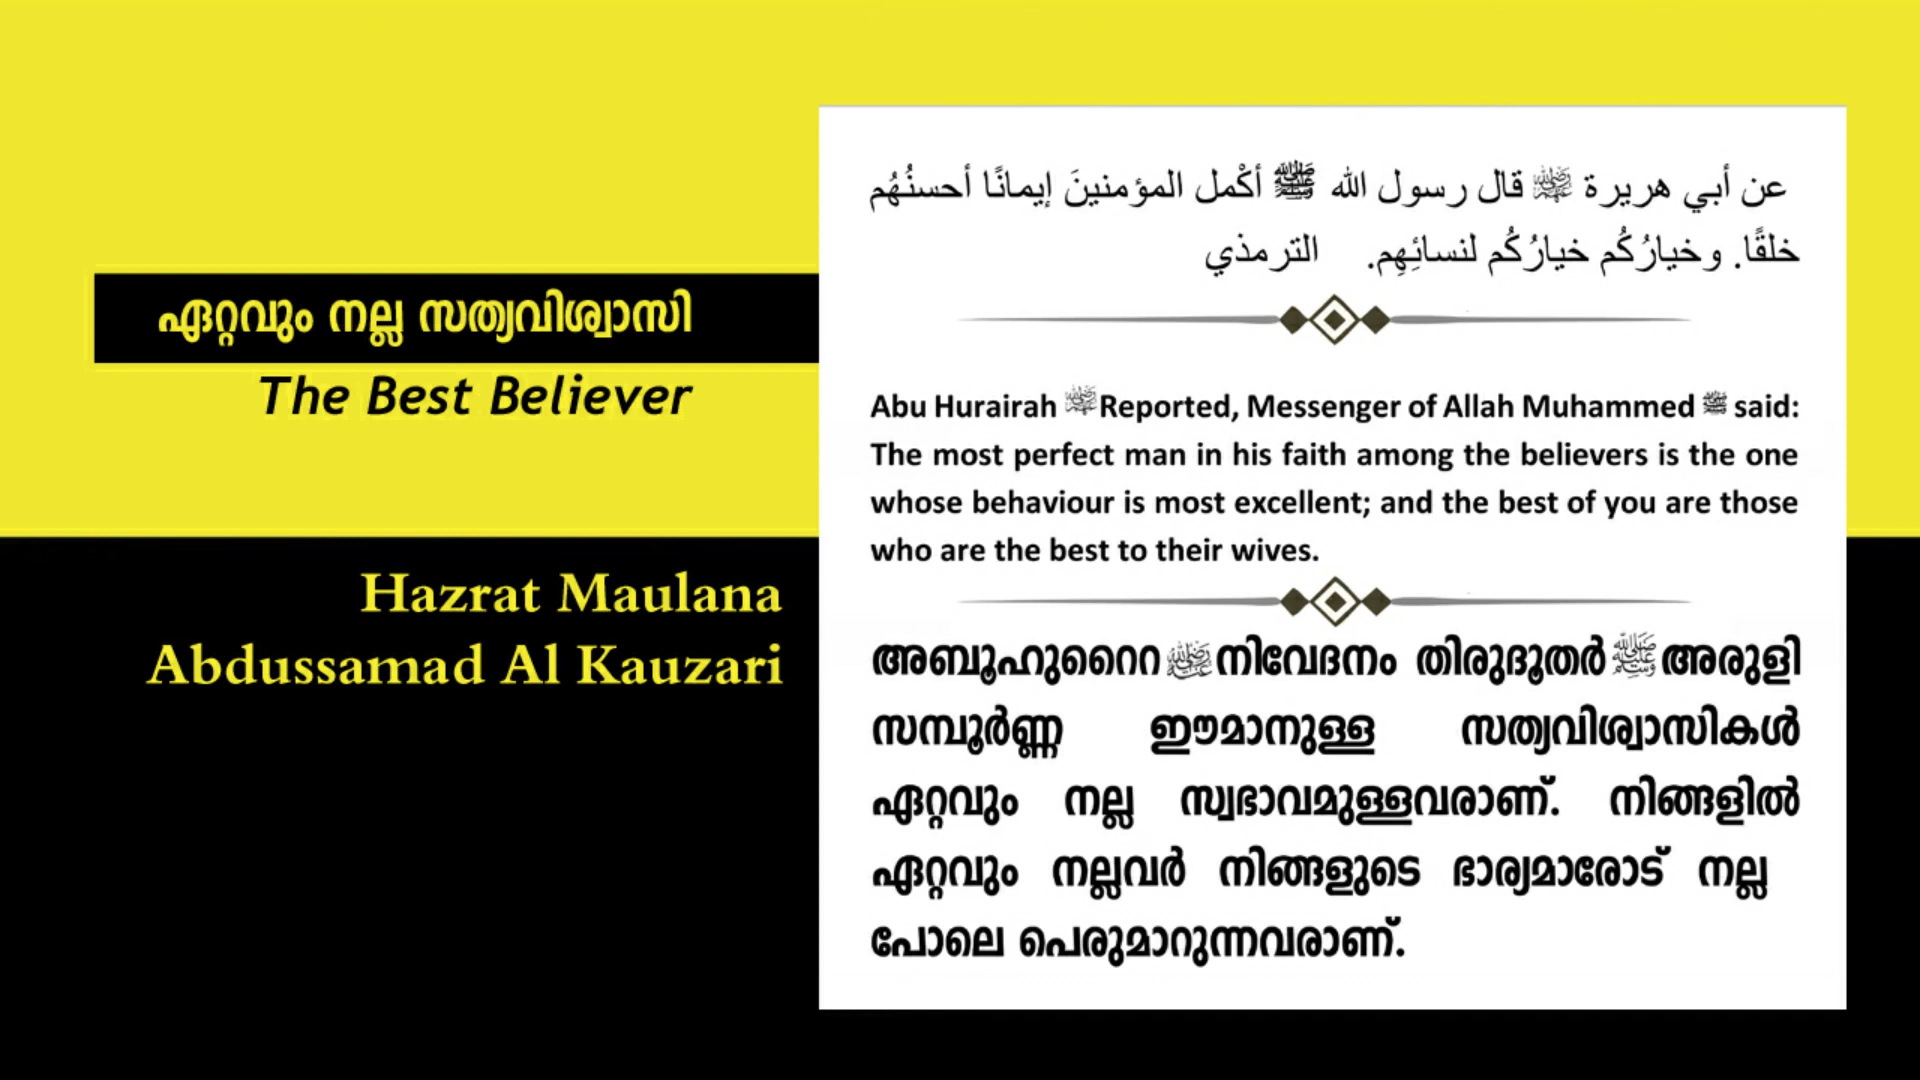 ഏറ്റവും നല്ല സത്യവിശ്വാസി
The Best Believer
Hazrat Maulana
Abdussamad Al Kauzari
عن أبي هريرة ﵁ قال رسول الله ﷺ أكْمل المؤمنينَ إيمانًا أحسنُهُم
خلقًا. وخيارُكُم خيارُكُم لنسائِهِم. الترمذي
Abu Hurairah ﵁ Reported, Messenger of Allah Muhammed ﷺ said:
The most perfect man in his faith among the believers is the one
whose behaviour is most excellent; and the best of you are those
who are the best to their wives.
അബൂഹുറൈറ ﵁ നിവേദനം തിരുദൂതർ ﷺ അരുളി
സമ്പൂർണ്ണ ഈമാനുള്ള സത്യവിശ്വാസികൾ
ഏറ്റവും നല്ല സ്വഭാവമുള്ളവരാണ്. നിങ്ങളിൽ
ഏറ്റവും നല്ലവർ നിങ്ങളുടെ ഭാര്യമാരോട് നല്ല
പോലെ പെരുമാറുന്നവരാണ്.